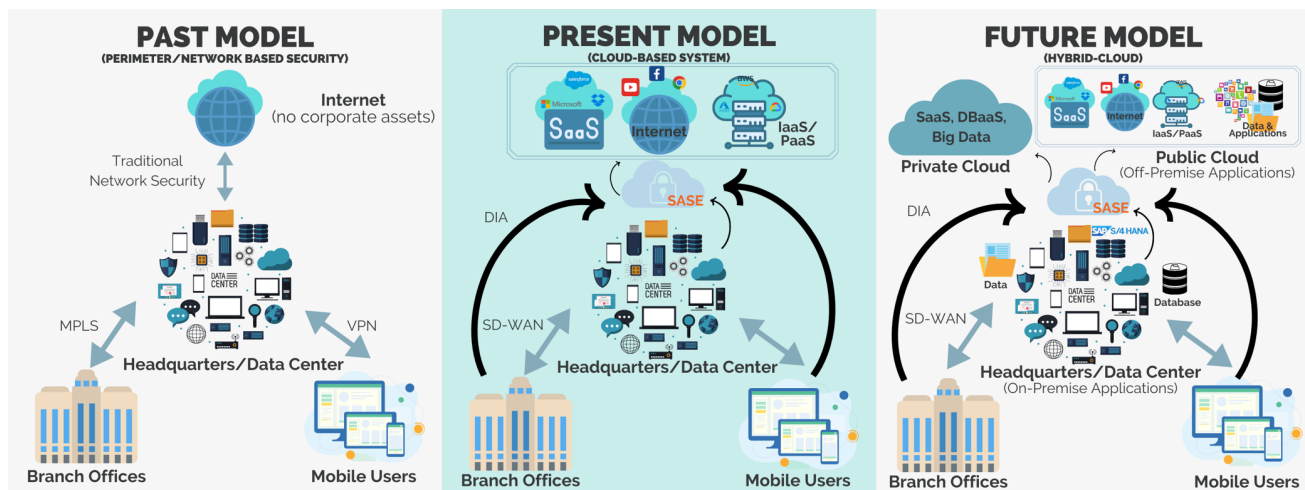 PAST MODEL
(PERIMETER/NETWORK BASED SECURITY)
Internet
(no corporate assets)
Traditional
Network Security
DATA
CENTER
MPLS
VPN
Headquarters/Data Center
Branch Offices
Mobile Users
PRESENT MODEL
(CLOUD-BASED SYSTEM)
salesforce
Microsoft
SaaS
Internet
aws
IaaS/
PaaS
SASE
DIA
DATA
CENTER
SD-WAN
Headquarters/Data Center
Branch Offices
Mobile Users
FUTURE MODEL
(HYBRID-CLOUD)
SaaS, DBaaS,
Big Data
Private Cloud
salesforce
Microsoft
SaaS
Internet
aws
IaaS/PaaS
Data &
Applications
Public Cloud
(Off-Premise Applications)
SASE
DIA
SAP S/4 HANA
Data
DATA
CENTER
Database
SD-WAN
Headquarters/Data Center
(On-Premise Applications)
Branch Offices
Mobile Users